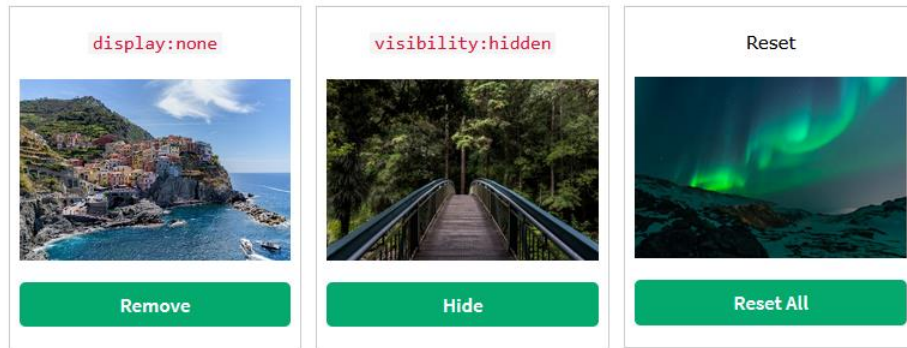 display:none
visibility:hidden
Reset
Remove
Hide
Reset All